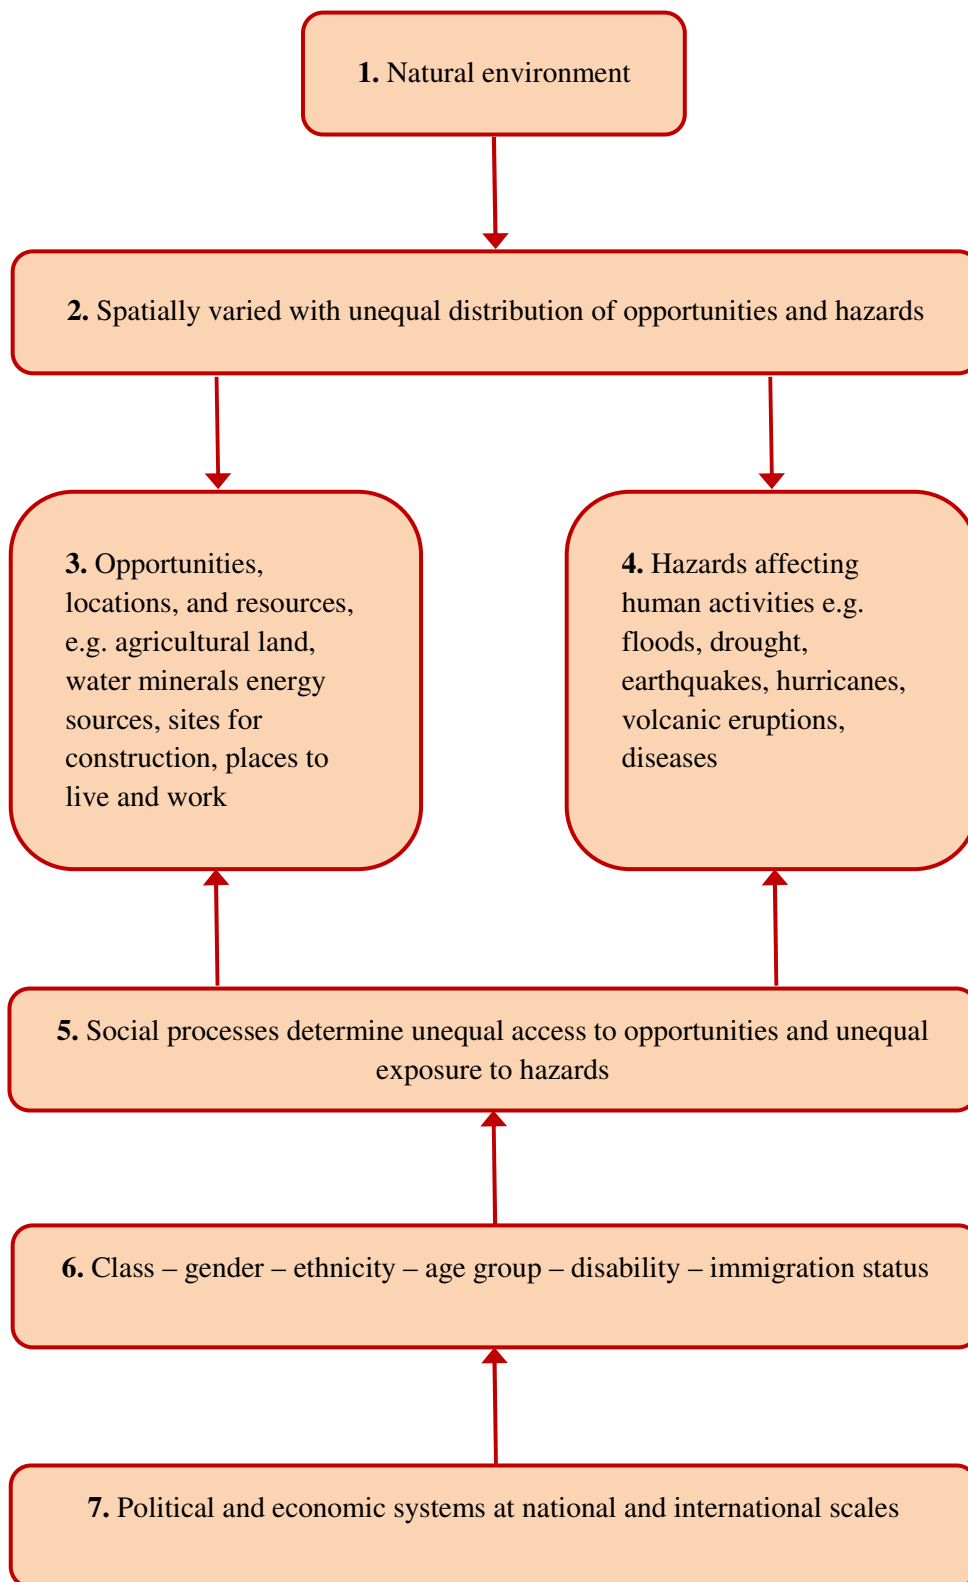 1. Natural environment
2. Spatially varied with unequal distribution of opportunities and hazards
3. Opportunities,
locations, and resources,
e.g. agricultural land,
water minerals energy
sources, sites for
construction, places to
live and work
4. Hazards affecting
human activities e.g.
floods, drought,
earthquakes, hurricanes,
volcanic eruptions,
diseases
5. Social processes determine unequal access to opportunities and unequal
exposure to hazards
6. Class – gender – ethnicity – age group – disability – immigration status
7. Political and economic systems at national and international scales